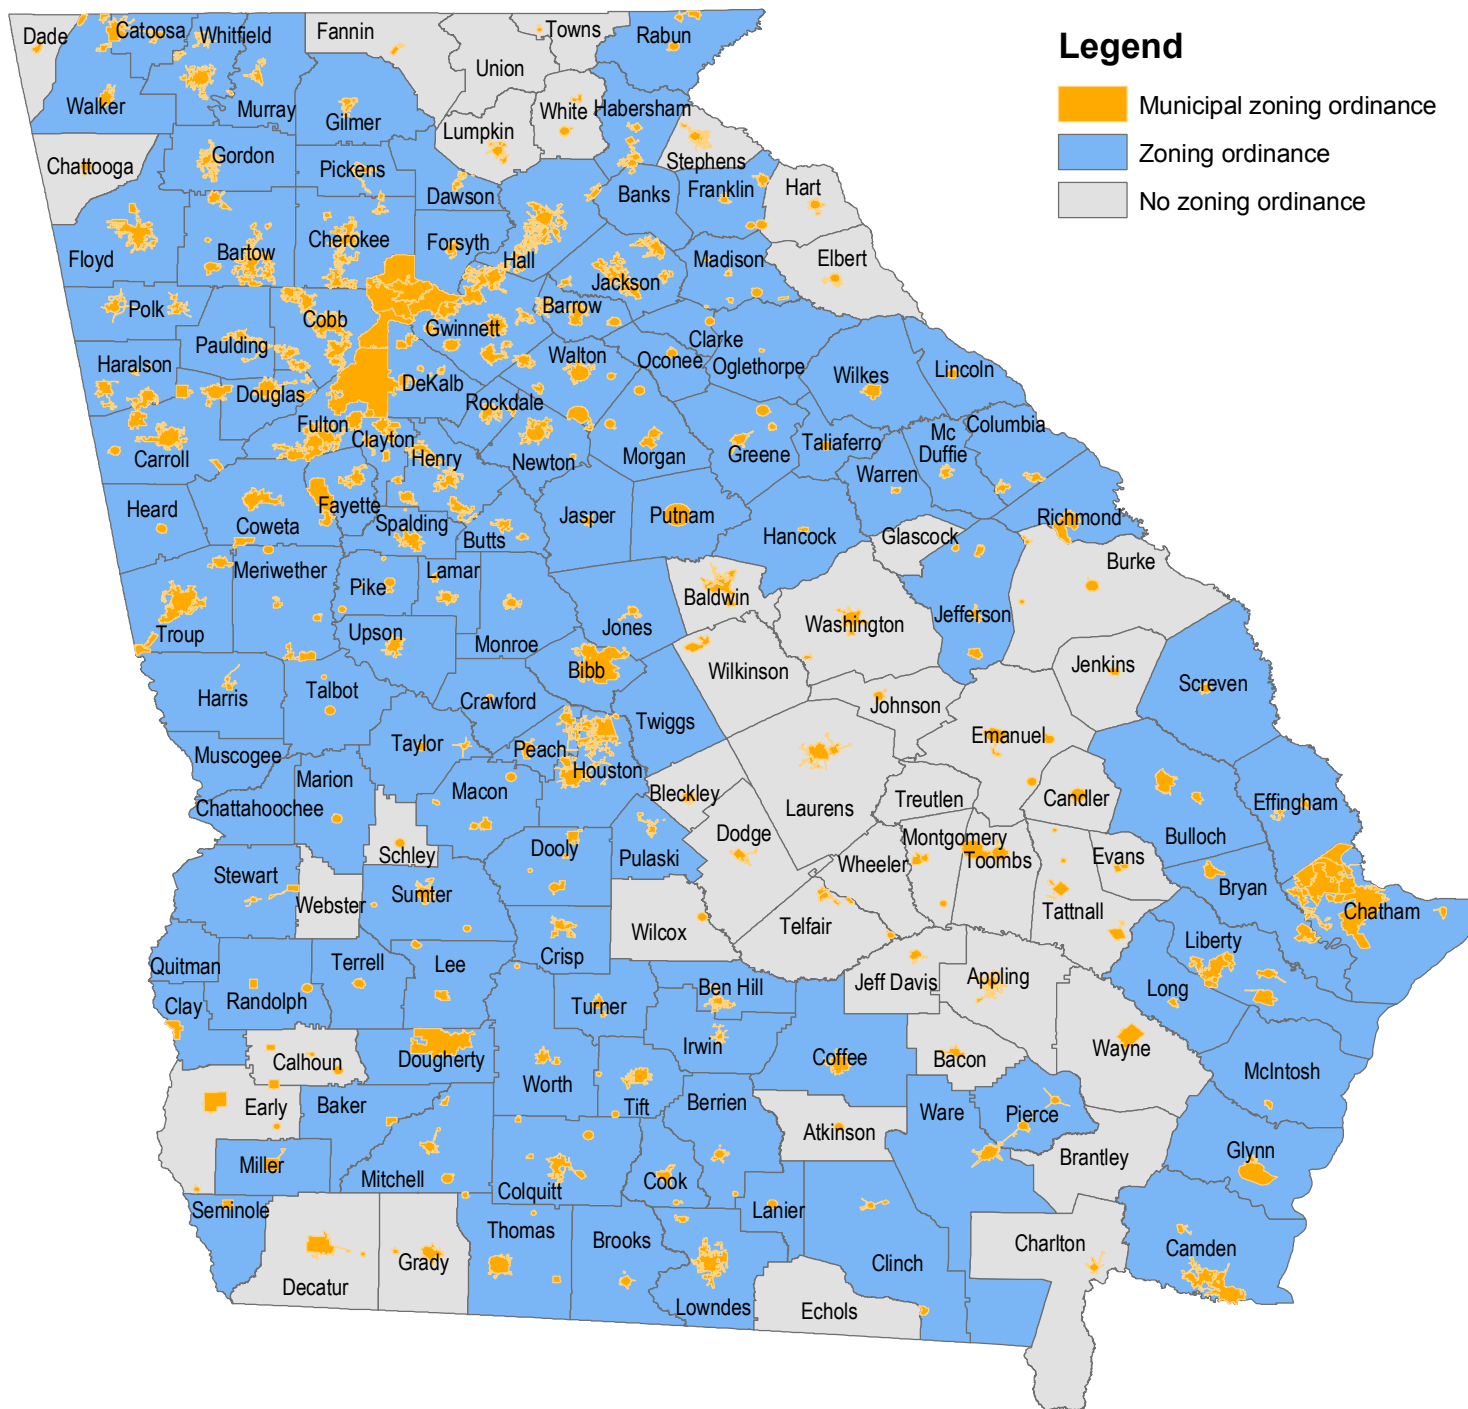 Legend
Municipal zoning ordinance
Zoning ordinance
No zoning ordinance
Dade
Catoosa
Whitfield
Fannin
Towns
Rabun
Union
Walker
Murray
Gilmer
Lumpkin
White
Habersham
Chattooga
Gordon
Pickens
Dawson
Stephens
Banks
Franklin
Hart
Floyd
Bartow
Cherokee
Forsyth
Hall
Jackson
Madison
Elbert
Polk
Cobb
Gwinnett
Barrow
Clarke
Paulding
Haralson
Douglas
DeKalb
Walton
Oconee
Oglethorpe
Wilkes
Lincoln
Rockdale
Fulton
Clayton
Carroll
Henry
Newton
Morgan
Greene
Taliaferro
Mc
Duffie
Columbia
Warren
Heard
Coweta
Fayette
Spalding
Butts
Jasper
Putnam
Hancock
Glascock
Richmond
Burke
Meriwether
Pike
Lamar
Troup
Upson
Monroe
Jones
Baldwin
Washington
Jefferson
Jenkins
Screven
Harris
Talbot
Crawford
Bibb
Wilkinson
Twiggs
Johnson
Emanuel
Muscogee
Taylor
Peach
Houston
Chattahoochee
Marion
Macon
Bleckley
Laurens
Treutlen
Candler
Bulloch
Effingham
Schley
Dooly
Pulaski
Dodge
Wheeler
Montgomery
Toombs
Evans
Bryan
Chatham
Stewart
Webster
Sumter
Wilcox
Telfair
Tattnall
Liberty
Quitman
Terrell
Lee
Crisp
Clay
Randolph
Turner
Ben Hill
Jeff Davis
Appling
Long
Calhoun
Dougherty
Irwin
Coffee
Bacon
Wayne
McIntosh
Early
Baker
Worth
Tift
Berrien
Ware
Pierce
Atkinson
Brantley
Glynn
Miller
Mitchell
Colquitt
Cook
Lanier
Seminole
Thomas
Brooks
Clinch
Charlton
Camden
Decatur
Grady
Lowndes
Echols